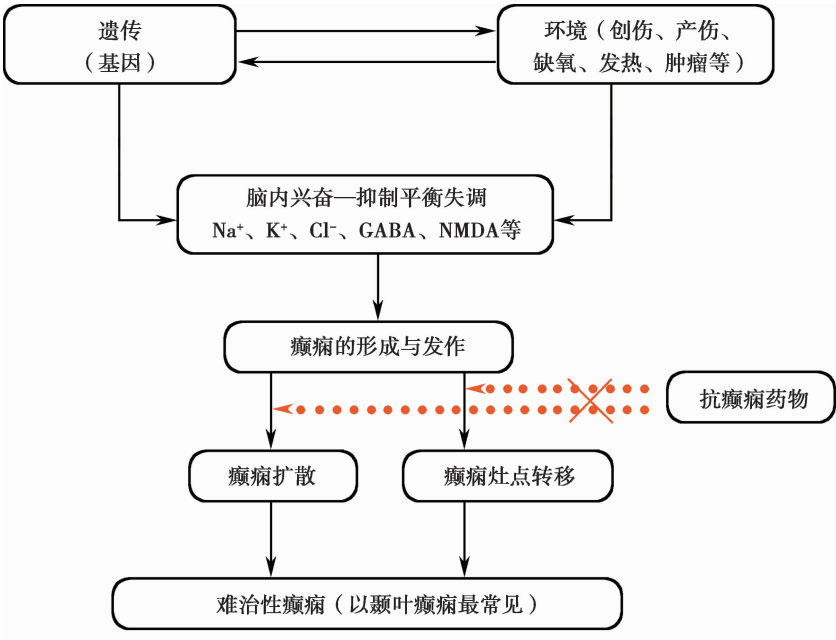 遗传
（基因）
环境（创伤、产伤、
缺氧、发热、肿瘤等）
脑内兴奋—抑制平衡失调
Na⁺、K⁺、Cl⁻、GABA、NMDA等
癫痫的形成与发作
抗癫痫药物
癫痫扩散
癫痫灶点转移
难治性癫痫（以颞叶癫痫最常见）